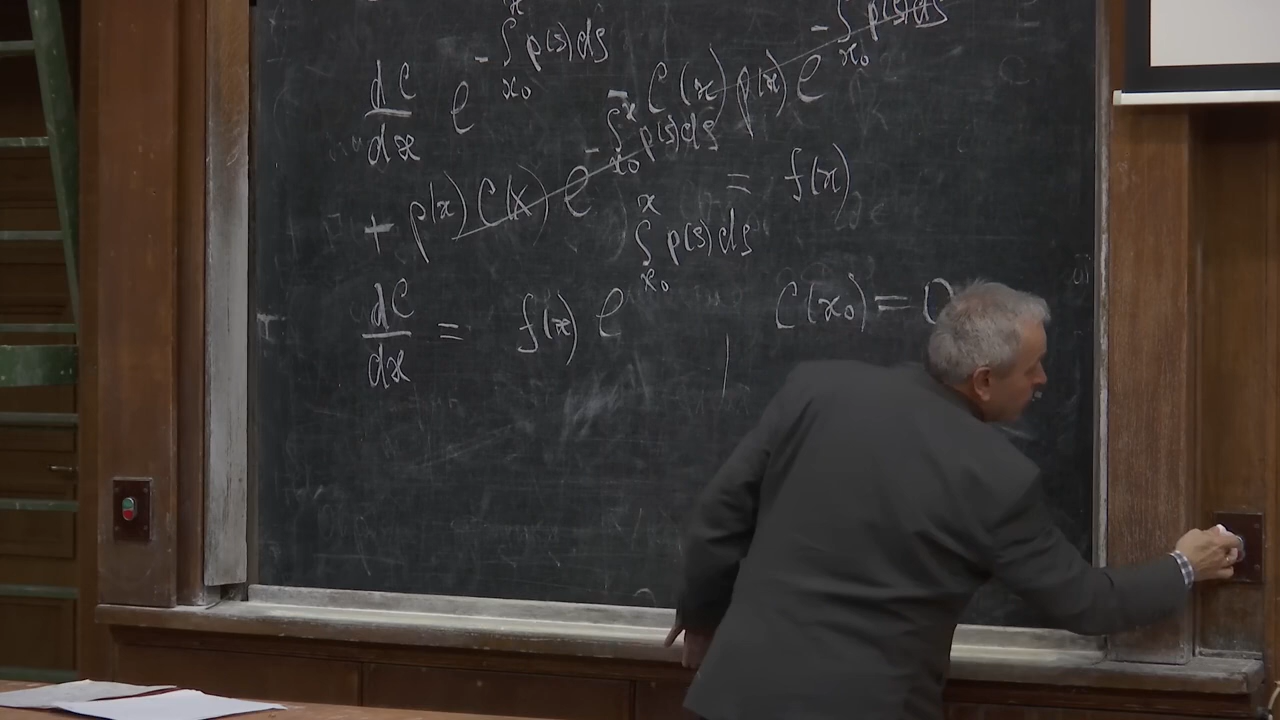 dC/dx e^{-∫_{x₀}^{x} p(s)ds} - C(x) p(x) e^{-∫_{x₀} p(s)ds}
+ p(x) C(x) e^{-∫_{x₀}^{x} p(s)ds} = f(x)
dC/dx = f(x) e^{∫_{x₀}^{x} p(s)ds} | C(x₀) = 0